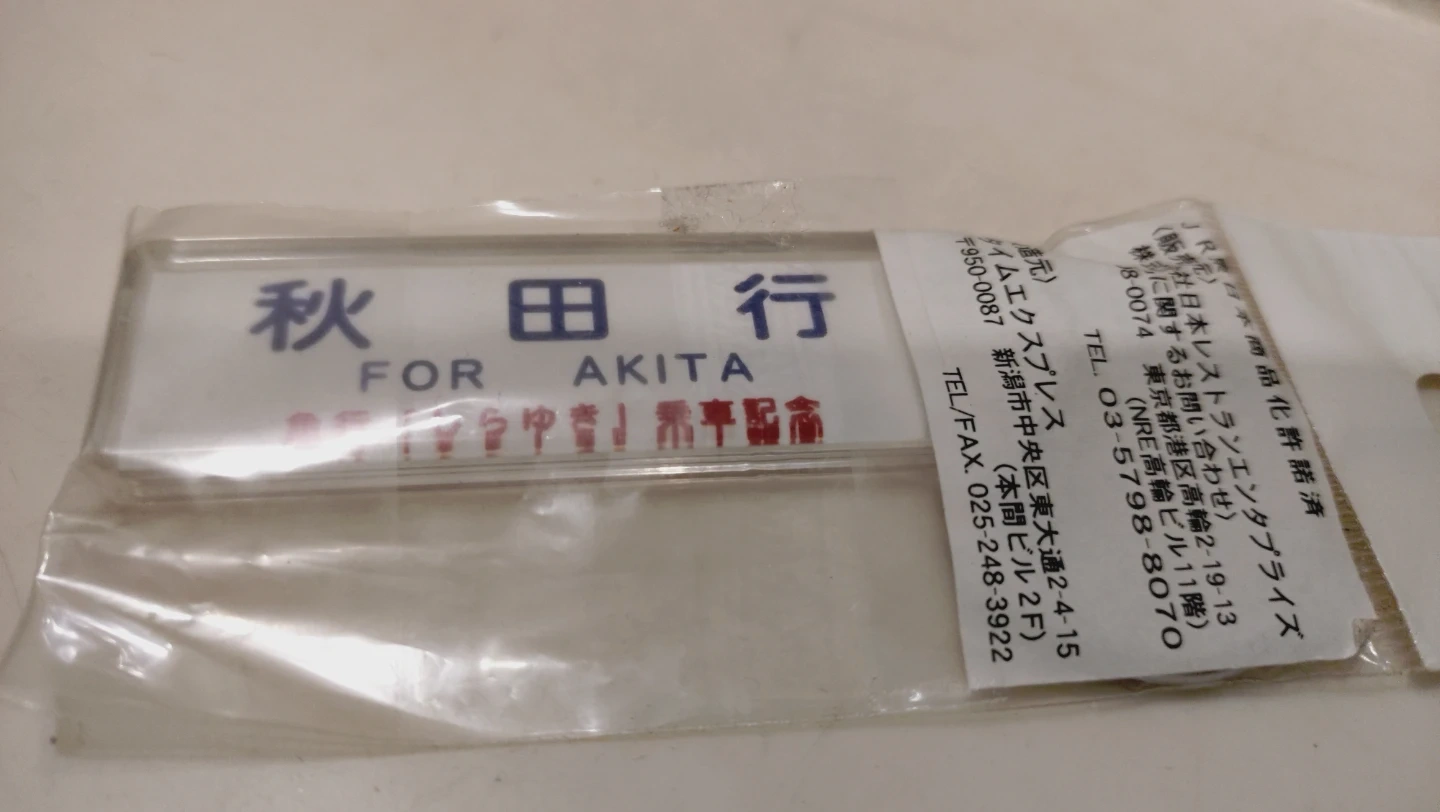 秋田行
FOR AKITA
急行「きらゆき」乗車記念
JR東日本商品化許諾済
(販売元)
株式会社日本レストランエンタプライズ
に関するお問い合わせ)
8-0074 東京都港区高輪2-19-13
(NRE高輪ビル11階)
TEL. 03-5798-8070
造元)
タイムエクスプレス
〒950-0087 新潟市中央区東大通2-4-15
(本間ビル2F)
TEL/FAX. 025-248-3922